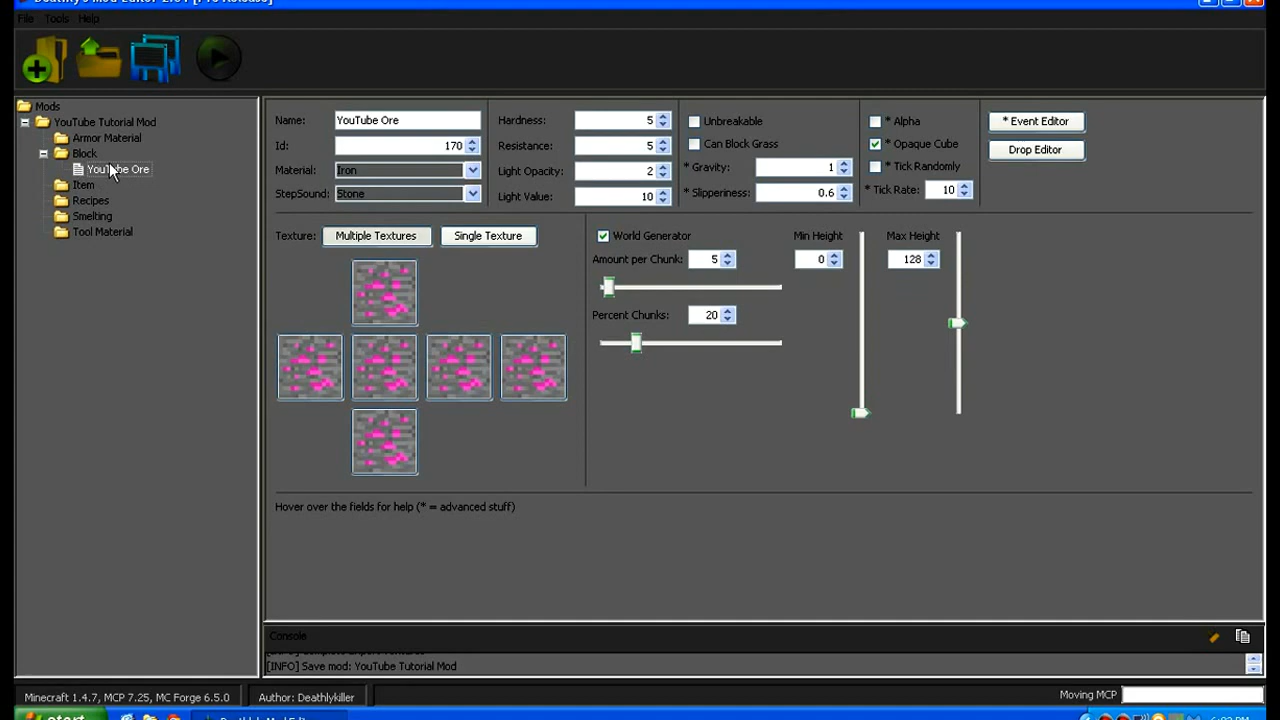 File Tools Help
Mods
YouTube Tutorial Mod
Armor Material
Block
YouTube Ore
Item
Recipes
Smelting
Tool Material
Name: YouTube Ore
Id: 170
Material: Iron
StepSound: Stone
Hardness: 5
Resistance: 5
Light Opacity: 2
Light Value: 10
Unbreakable
Can Block Grass
* Gravity: 1
* Slipperiness: 0.6
* Alpha
* Opaque Cube
* Tick Randomly
* Tick Rate: 10
* Event Editor
Drop Editor
Texture: Multiple Textures Single Texture
World Generator
Amount per Chunk: 5
Percent Chunks: 20
Min Height
0
Max Height
128
Hover over the fields for help (* = advanced stuff)
Console
[INFO] Save mod: YouTube Tutorial Mod
Minecraft 1.4.7, MCP 7.25, MC Forge 6.5.0
Author: Deathlykiller
Moving MCP
start